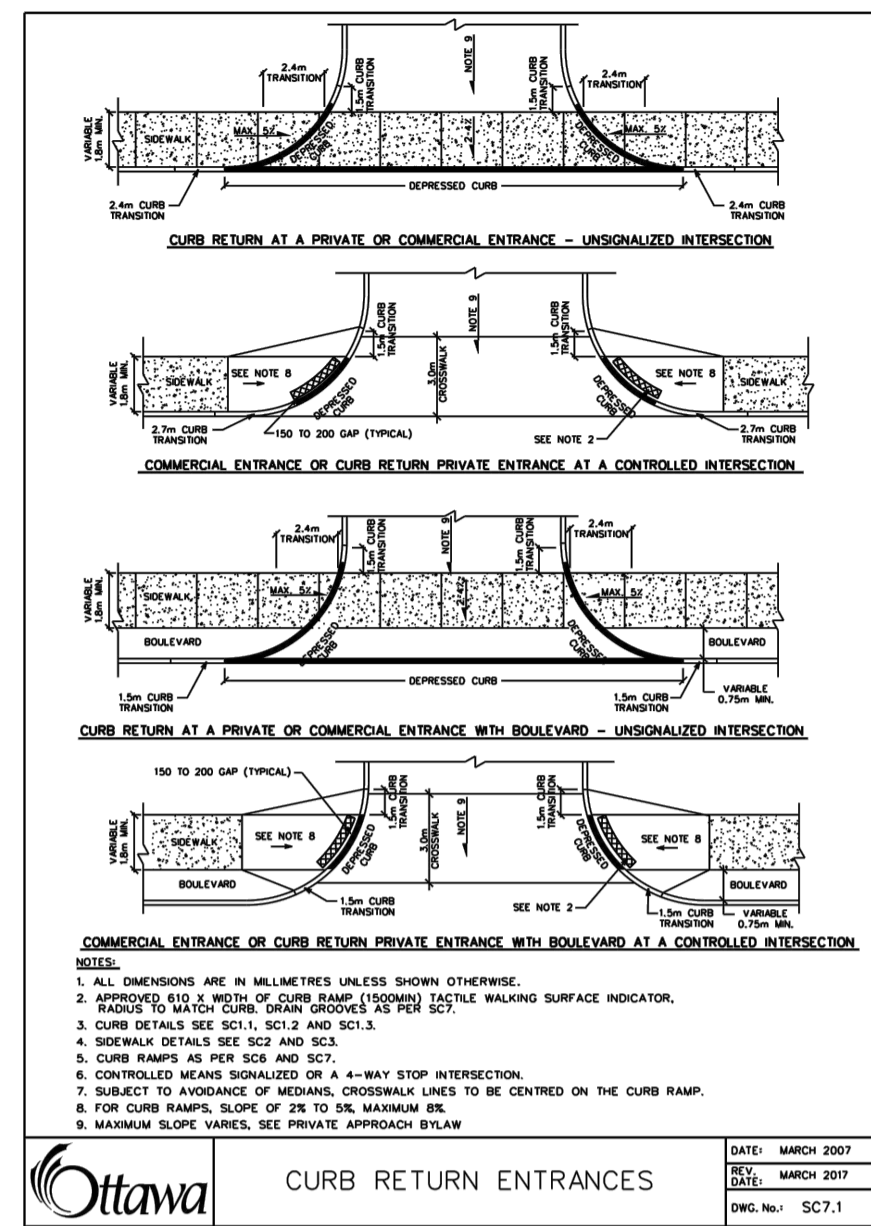 NOTE 9
2.4m
TRANSITION
1.5m CURB
TRANSITION
1.5m CURB
TRANSITION
2.4m
TRANSITION
VARIABLE
1.8m MIN.
SIDEWALK
MAX. 5%
DEPRESSED
CURB
2-4%
DEPRESSED
CURB
MAX. 5%
DEPRESSED CURB
2.4m CURB
TRANSITION
2.4m CURB
TRANSITION
CURB RETURN AT A PRIVATE OR COMMERCIAL ENTRANCE - UNSIGNALIZED INTERSECTION
NOTE 9
1.5m CURB
TRANSITION
1.5m CURB
TRANSITION
VARIABLE
1.8m MIN.
SIDEWALK
SEE NOTE 8
DEPRESSED
CURB
3.0m
CROSSWALK
DEPRESSED
CURB
SEE NOTE 8
SIDEWALK
2.7m CURB
TRANSITION
150 TO 200 GAP (TYPICAL)
SEE NOTE 2
2.7m CURB
TRANSITION
COMMERCIAL ENTRANCE OR CURB RETURN PRIVATE ENTRANCE AT A CONTROLLED INTERSECTION
2.4m
TRANSITION
1.5m CURB
TRANSITION
NOTE 9
1.5m CURB
TRANSITION
2.4m
TRANSITION
VARIABLE
1.8m MIN.
SIDEWALK
MAX. 5%
2-4%
MAX. 5%
BOULEVARD
DEPRESSED
CURB
DEPRESSED
CURB
BOULEVARD
DEPRESSED CURB
1.5m CURB
TRANSITION
1.5m CURB
TRANSITION
VARIABLE
0.75m MIN.
CURB RETURN AT A PRIVATE OR COMMERCIAL ENTRANCE WITH BOULEVARD - UNSIGNALIZED INTERSECTION
150 TO 200 GAP (TYPICAL)
1.5m CURB
TRANSITION
NOTE 9
1.5m CURB
TRANSITION
VARIABLE
1.8m MIN.
SIDEWALK
SEE NOTE 8
DEPRESSED
CURB
3.0m
CROSSWALK
DEPRESSED
CURB
SEE NOTE 8
BOULEVARD
BOULEVARD
1.5m CURB
TRANSITION
SEE NOTE 2
1.5m CURB
TRANSITION
VARIABLE
0.75m MIN.
COMMERCIAL ENTRANCE OR CURB RETURN PRIVATE ENTRANCE WITH BOULEVARD AT A CONTROLLED INTERSECTION
NOTES:
1. ALL DIMENSIONS ARE IN MILLIMETRES UNLESS SHOWN OTHERWISE.
2. APPROVED 610 X WIDTH OF CURB RAMP (1500MIN) TACTILE WALKING SURFACE INDICATOR,
RADIUS TO MATCH CURB. DRAIN GROOVES AS PER SC7.
3. CURB DETAILS SEE SC1.1, SC1.2 AND SC1.3.
4. SIDEWALK DETAILS SEE SC2 AND SC3.
5. CURB RAMPS AS PER SC6 AND SC7.
6. CONTROLLED MEANS SIGNALIZED OR A 4-WAY STOP INTERSECTION.
7. SUBJECT TO AVOIDANCE OF MEDIANS, CROSSWALK LINES TO BE CENTRED ON THE CURB RAMP.
8. FOR CURB RAMPS, SLOPE OF 2% TO 5%, MAXIMUM 8%.
9. MAXIMUM SLOPE VARIES, SEE PRIVATE APPROACH BYLAW
Ottawa
CURB RETURN ENTRANCES
DATE: MARCH 2007
REV. DATE: MARCH 2017
DWG. No.: SC7.1